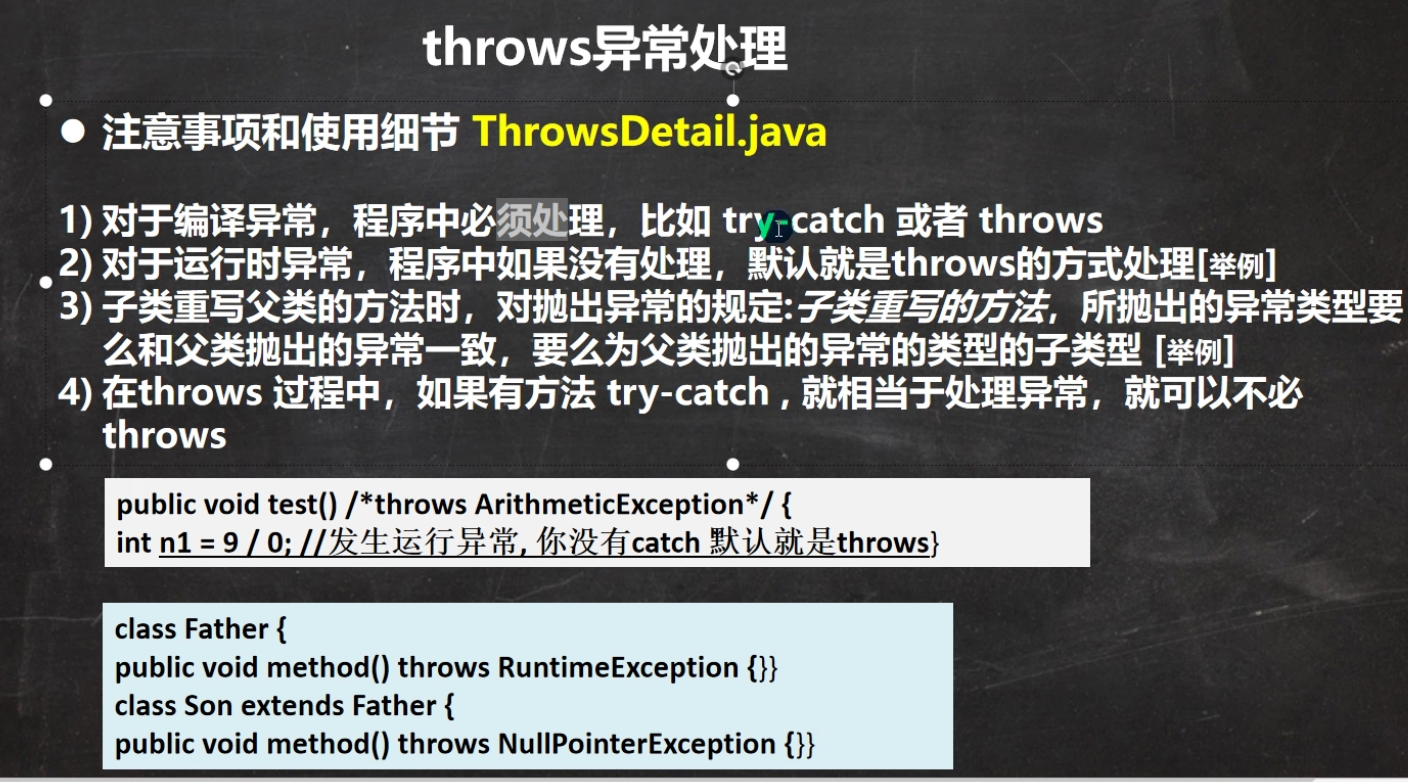 throws异常处理
● 注意事项和使用细节 ThrowsDetail.java
1) 对于编译异常，程序中必须处理，比如 try-catch 或者 throws
2) 对于运行时异常，程序中如果没有处理，默认就是throws的方式处理[举例]
3) 子类重写父类的方法时，对抛出异常的规定:子类重写的方法，所抛出的异常类型要
么和父类抛出的异常一致，要么为父类抛出的异常的类型的子类型 [举例]
4) 在throws 过程中，如果有方法 try-catch , 就相当于处理异常，就可以不必
throws
public void test() /*throws ArithmeticException*/ {
int n1 = 9 / 0; //发生运行异常, 你没有catch 默认就是throws}
class Father {
public void method() throws RuntimeException {}}
class Son extends Father {
public void method() throws NullPointerException {}}